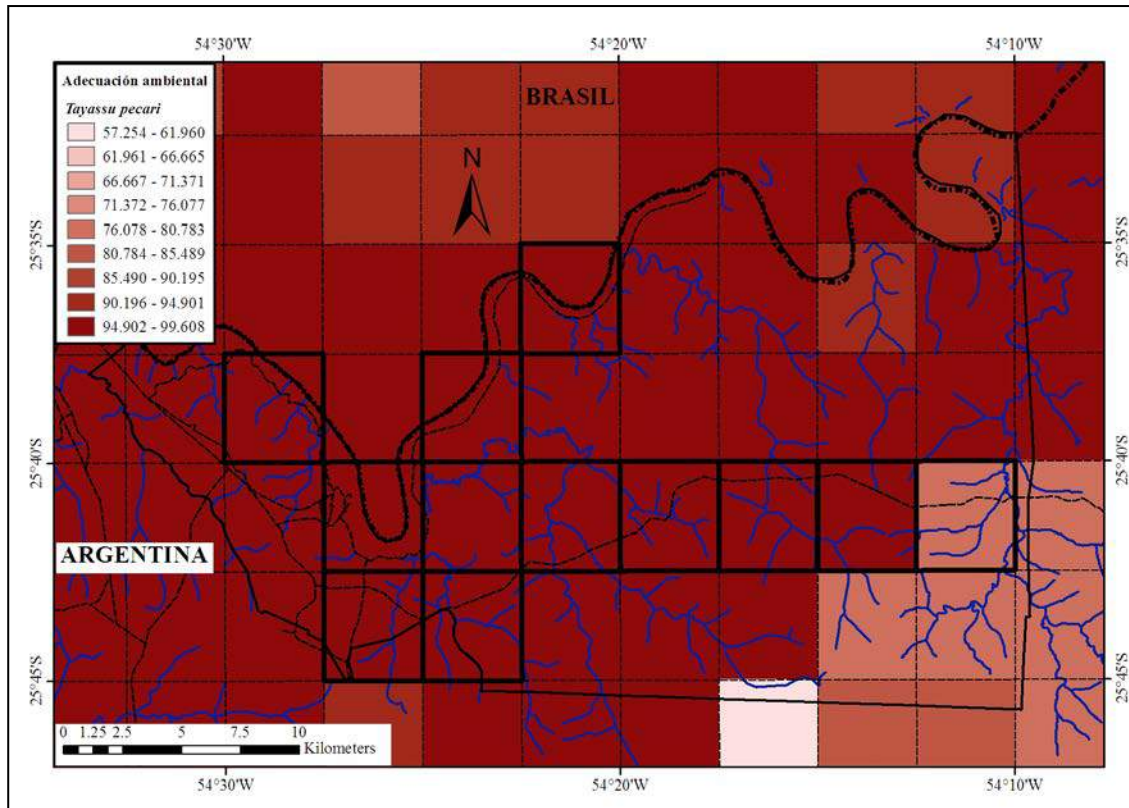 54°30'W 54°20'W 54°10'W
Adecuación ambiental
Tayassu pecari
57.254 - 61.960
61.961 - 66.665
66.667 - 71.371
71.372 - 76.077
76.078 - 80.783
80.784 - 85.489
85.490 - 90.195
90.196 - 94.901
94.902 - 99.608
BRASIL
N
25°35'S 25°35'S
25°40'S 25°40'S
ARGENTINA
25°45'S 25°45'S
0 1.25 2.5 5 7.5 10
Kilometers
54°30'W 54°20'W 54°10'W